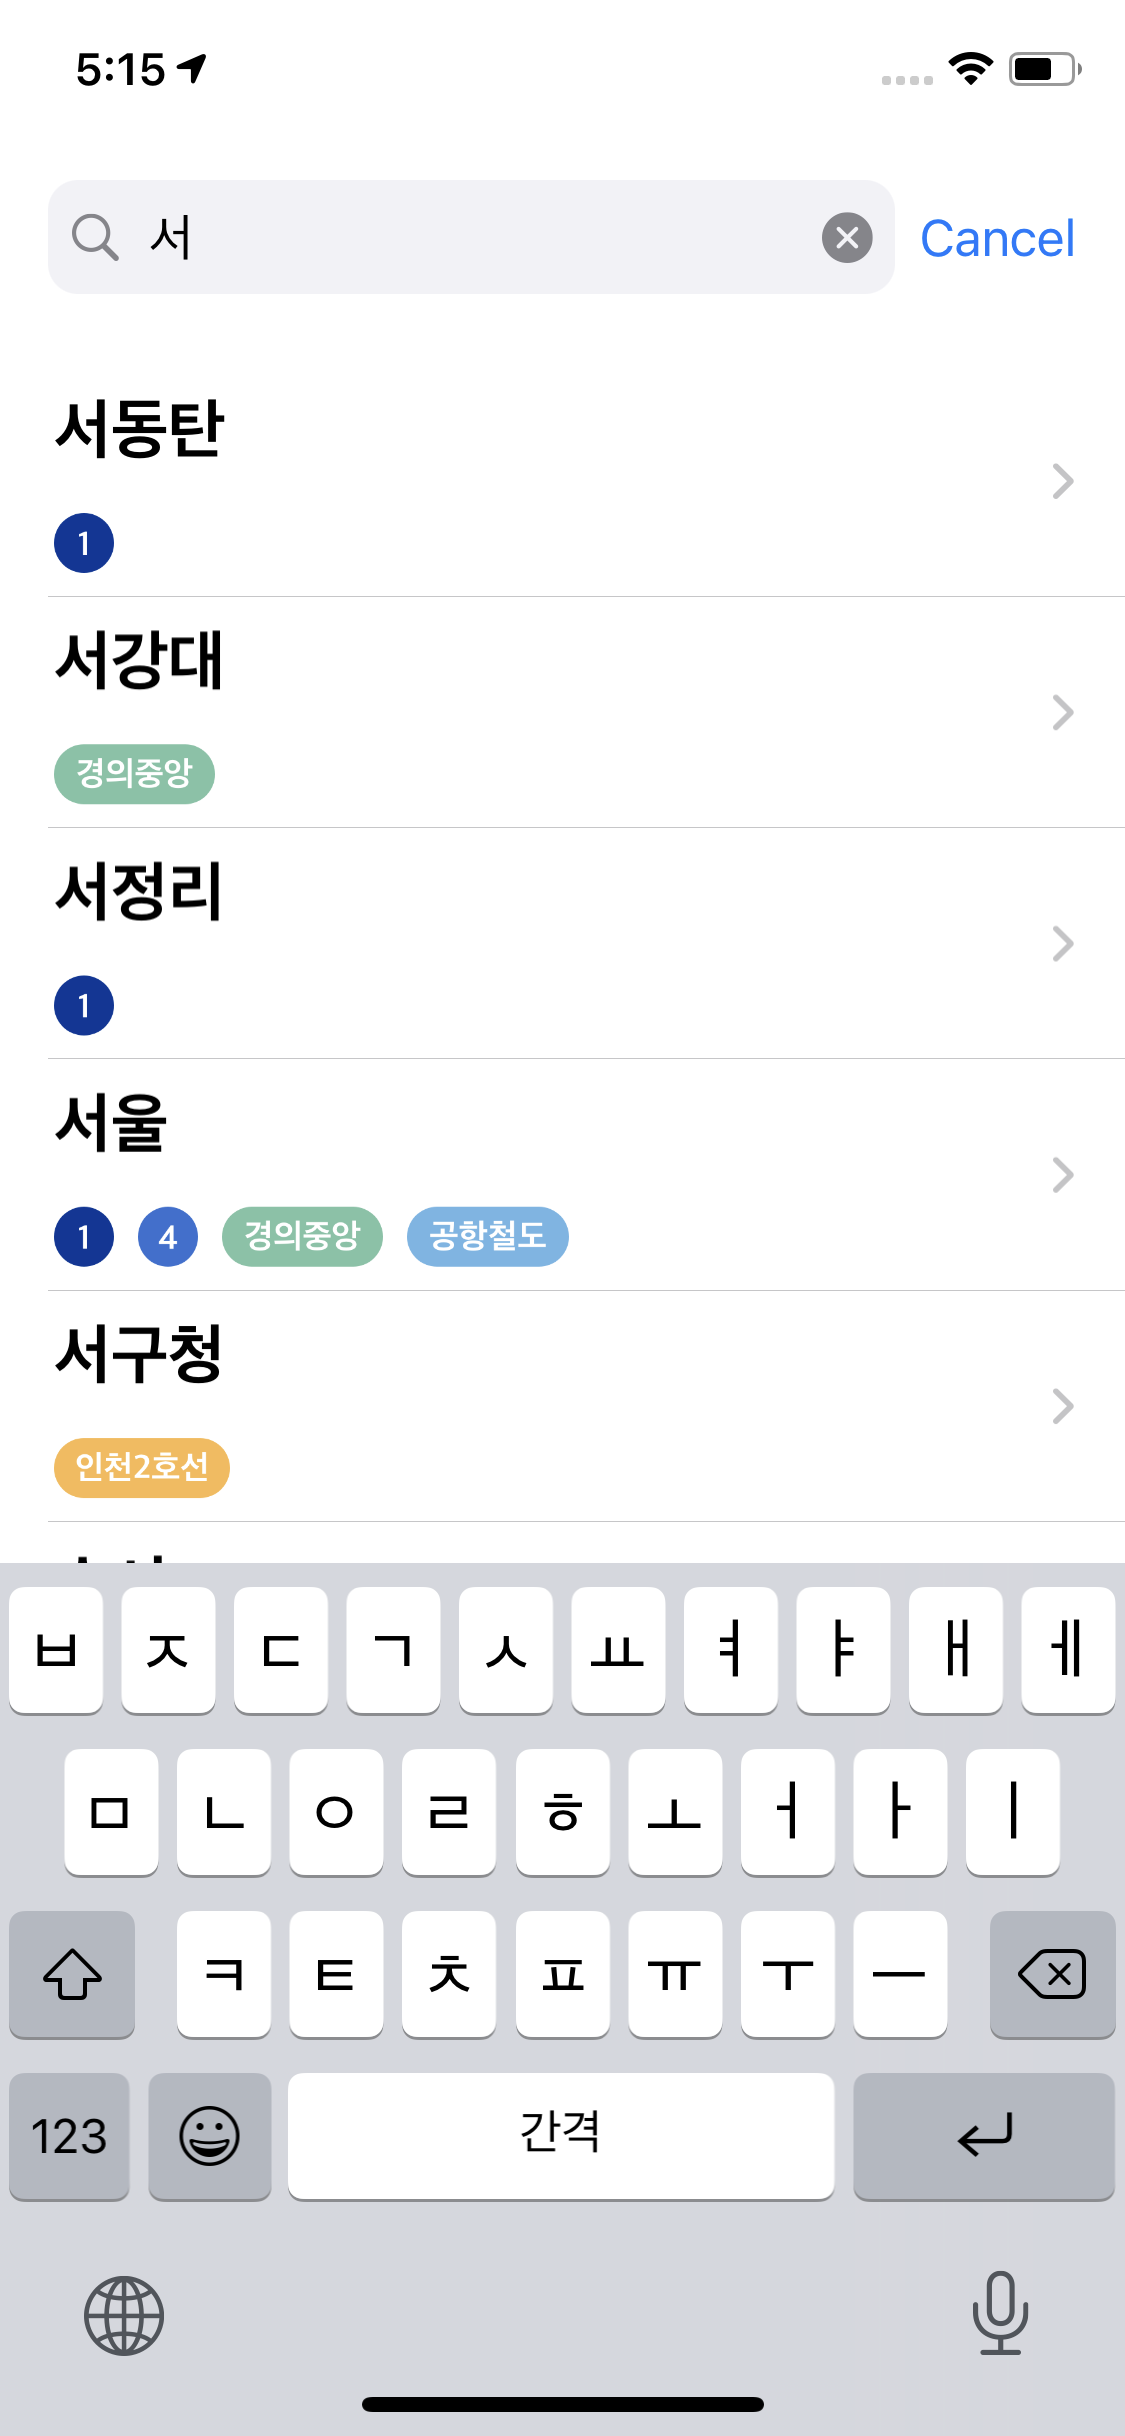 5:15
서
Cancel
서동탄
1
서강대
경의중앙
서정리
1
서울
1 4 경의중앙 공항철도
서구청
인천2호선
ㅂ ㅈ ㄷ ㄱ ㅅ ㅛ ㅕ ㅑ ㅐ ㅔ
ㅁ ㄴ ㅇ ㄹ ㅎ ㅗ ㅓ ㅏ ㅣ
ㅋ ㅌ ㅊ ㅍ ㅠ ㅜ ㅡ
123 간격